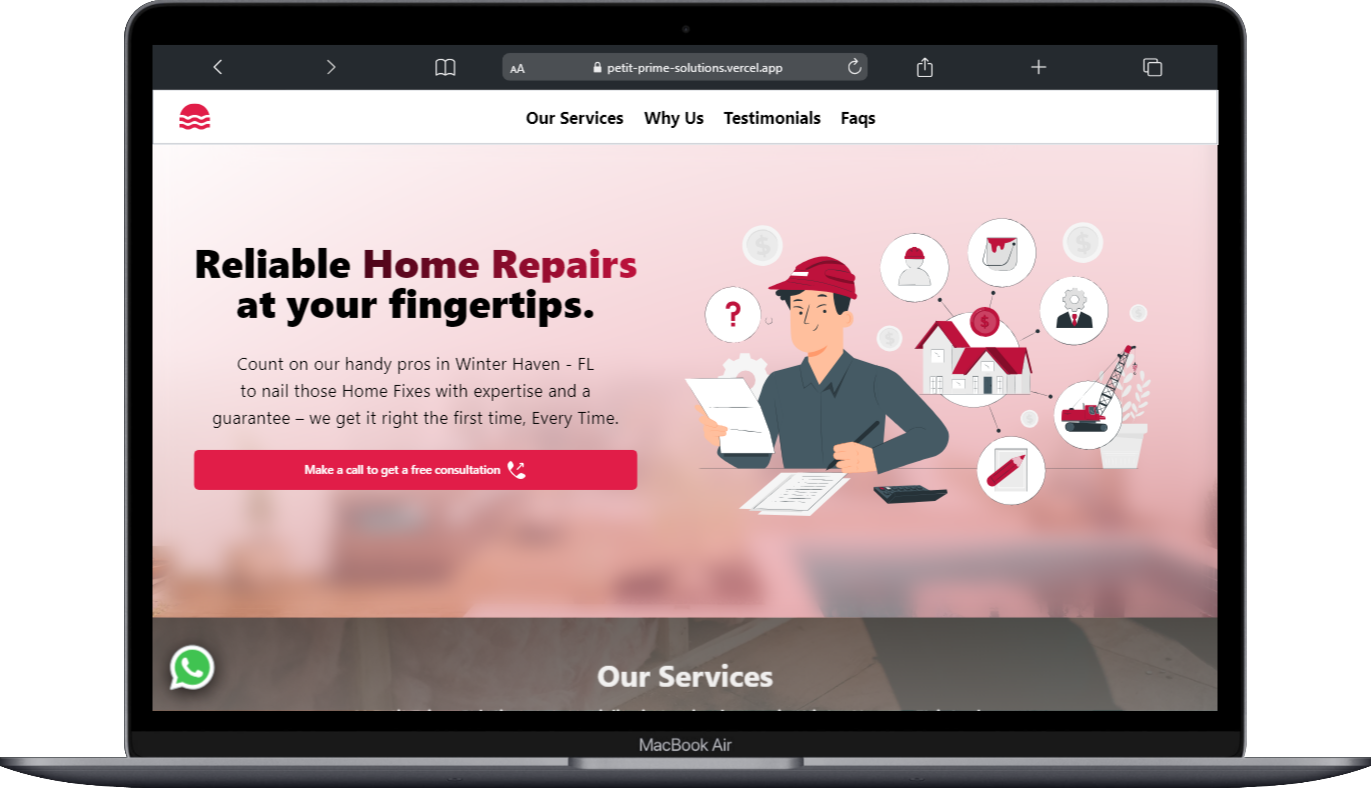 AA petit-prime-solutions.vercel.app
Our Services Why Us Testimonials Faqs
Reliable Home Repairs
at your fingertips.
Count on our handy pros in Winter Haven - FL
to nail those Home Fixes with expertise and a
guarantee – we get it right the first time, Every Time.
Make a call to get a free consultation
?
$
$
$
$
$
$
$
Our Services
MacBook Air